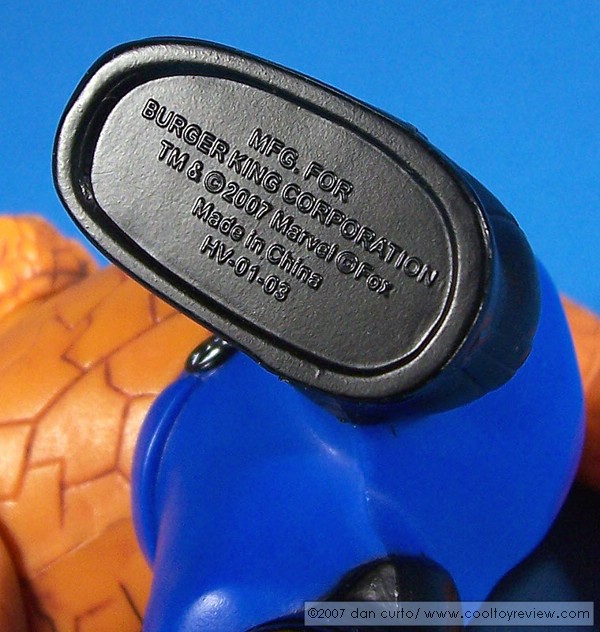 MFG. FOR
BURGER KING CORPORATION
TM & ©2007 Marvel © Fox
Made in China
HV-01-03
©2007 dan curto/ www.cooltoyreview.com